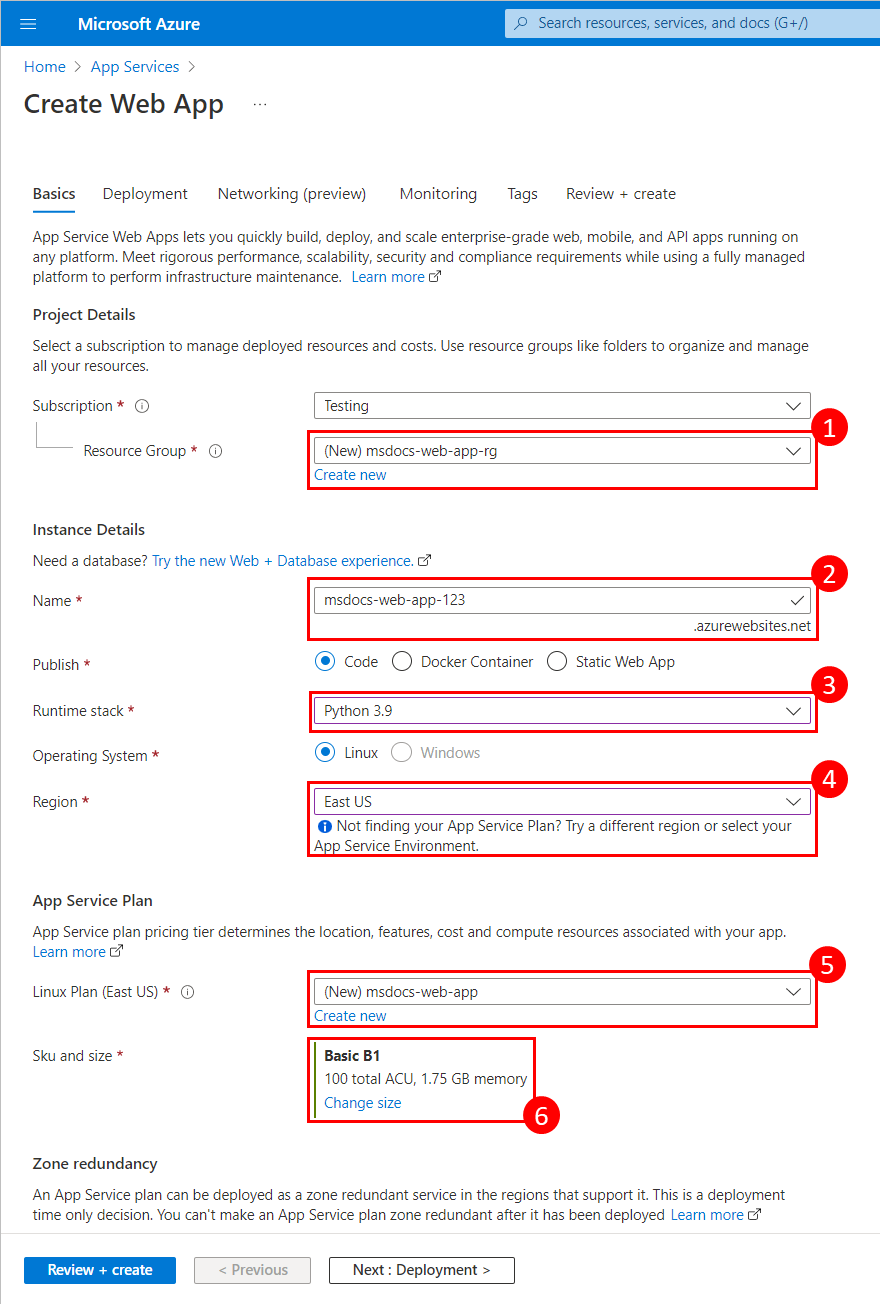 Microsoft Azure
Search resources, services, and docs (G+/)
Home > App Services >
Create Web App ...
Basics Deployment Networking (preview) Monitoring Tags Review + create
App Service Web Apps lets you quickly build, deploy, and scale enterprise-grade web, mobile, and API apps running on
any platform. Meet rigorous performance, scalability, security and compliance requirements while using a fully managed
platform to perform infrastructure maintenance. Learn more
Project Details
Select a subscription to manage deployed resources and costs. Use resource groups like folders to organize and manage
all your resources.
Subscription *
Testing
1
Resource Group *
(New) msdocs-web-app-rg
Create new
Instance Details
Need a database? Try the new Web + Database experience.
2
Name *
msdocs-web-app-123
.azurewebsites.net
Publish *
Code Docker Container Static Web App
3
Runtime stack *
Python 3.9
Operating System *
Linux Windows
4
Region *
East US
Not finding your App Service Plan? Try a different region or select your
App Service Environment.
App Service Plan
App Service plan pricing tier determines the location, features, cost and compute resources associated with your app.
Learn more
5
Linux Plan (East US) *
(New) msdocs-web-app
Create new
Sku and size *
Basic B1
100 total ACU, 1.75 GB memory
Change size
6
Zone redundancy
An App Service plan can be deployed as a zone redundant service in the regions that support it. This is a deployment
time only decision. You can't make an App Service plan zone redundant after it has been deployed Learn more
Review + create
< Previous
Next : Deployment >